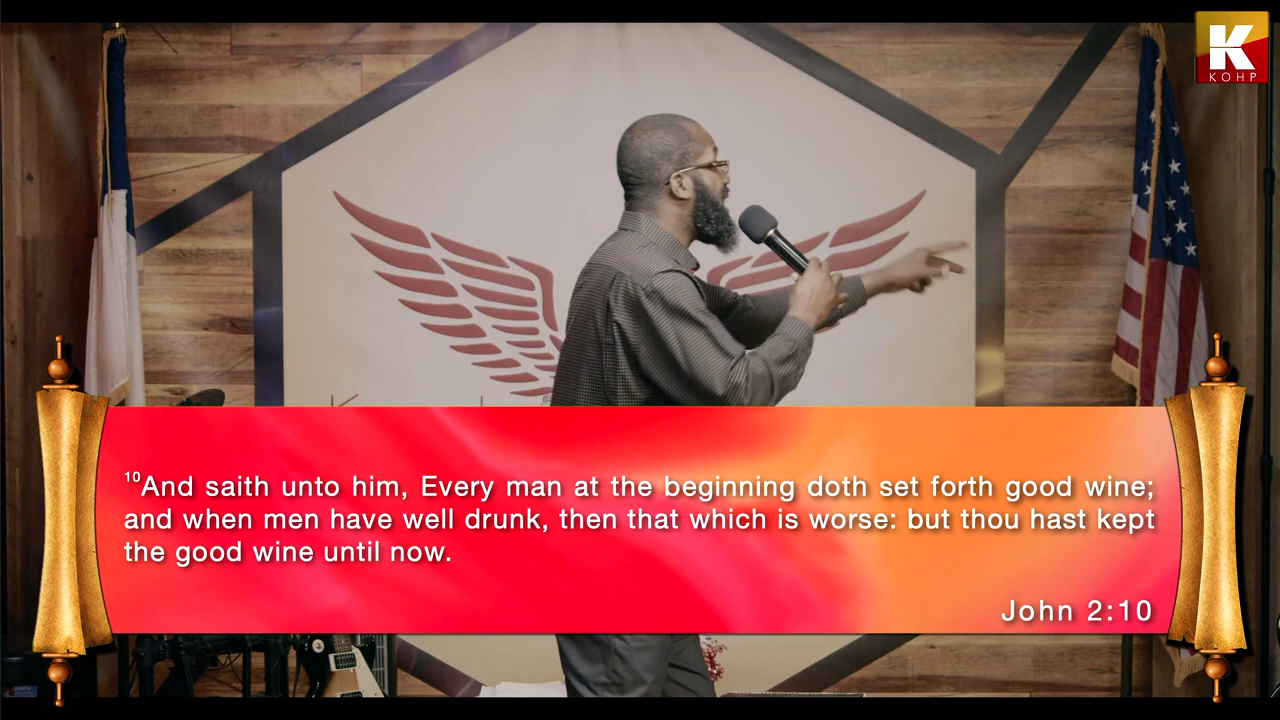 K
KOHP
10And saith unto him, Every man at the beginning doth set forth good wine;
and when men have well drunk, then that which is worse: but thou hast kept
the good wine until now.
John 2:10